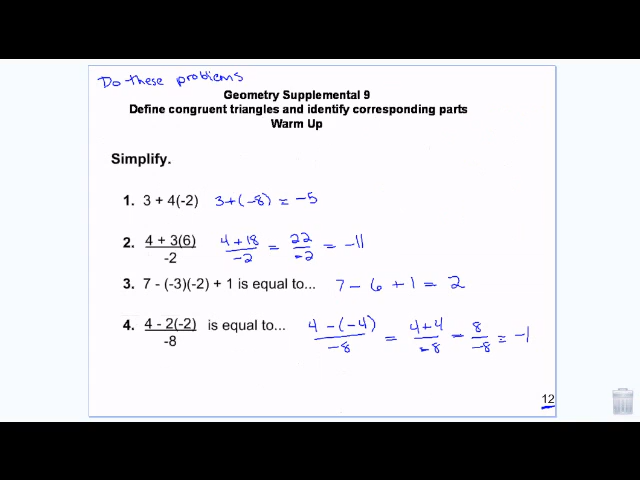 Do these problems
Geometry Supplemental 9
Define congruent triangles and identify corresponding parts
Warm Up
Simplify.
1. 3 + 4(-2) 3+(-8) = -5
2. 4 + 3(6) / -2 4+18 / -2 = 22 / -2 = -11
3. 7 - (-3)(-2) + 1 is equal to... 7 - 6 + 1 = 2
4. 4 - 2(-2) / -8 is equal to... 4 - (-4) / -8 = 4+4 / -8 - 8 / -8 = -1
12